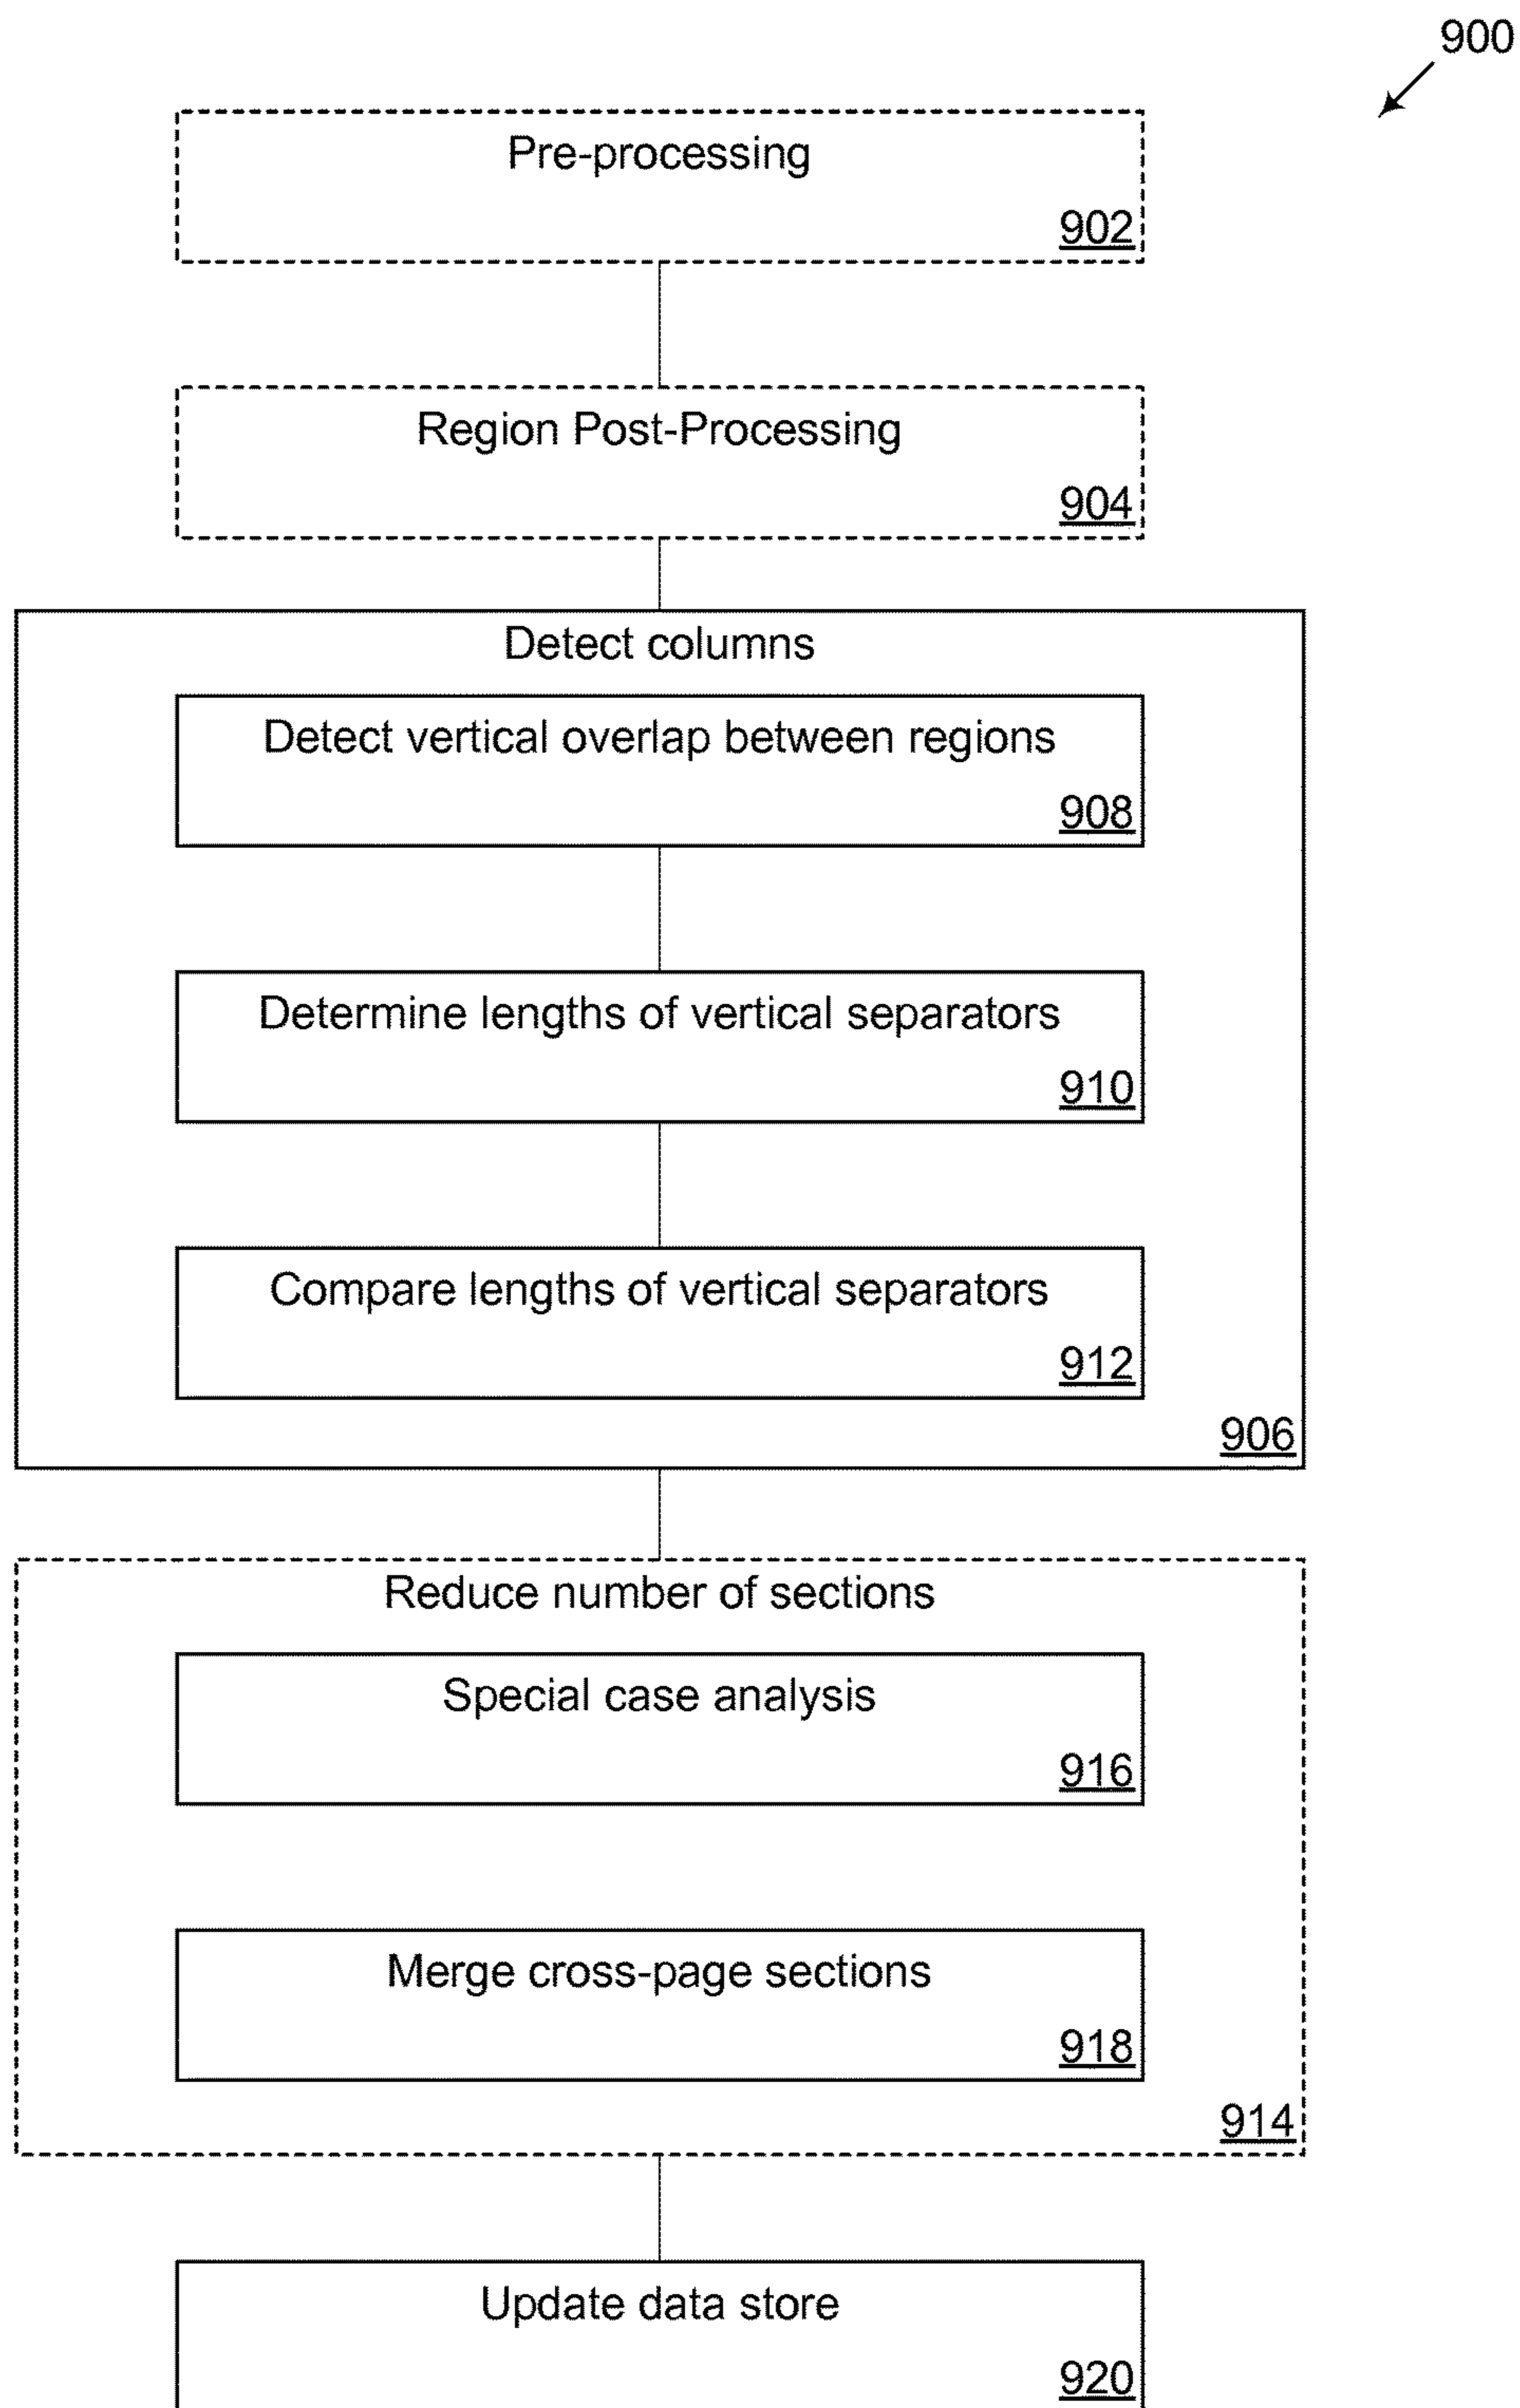 900
Pre-processing
902
Region Post-Processing
904
Detect columns
Detect vertical overlap between regions
908
Determine lengths of vertical separators
910
Compare lengths of vertical separators
912
906
Reduce number of sections
Special case analysis
916
Merge cross-page sections
918
914
Update data store
920